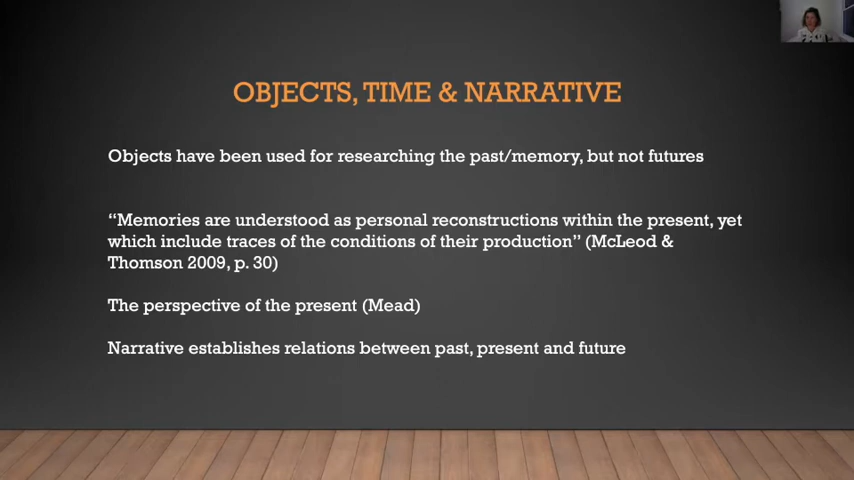 OBJECTS, TIME & NARRATIVE
Objects have been used for researching the past/memory, but not futures
“Memories are understood as personal reconstructions within the present, yet
which include traces of the conditions of their production” (McLeod &
Thomson 2009, p. 30)
The perspective of the present (Mead)
Narrative establishes relations between past, present and future